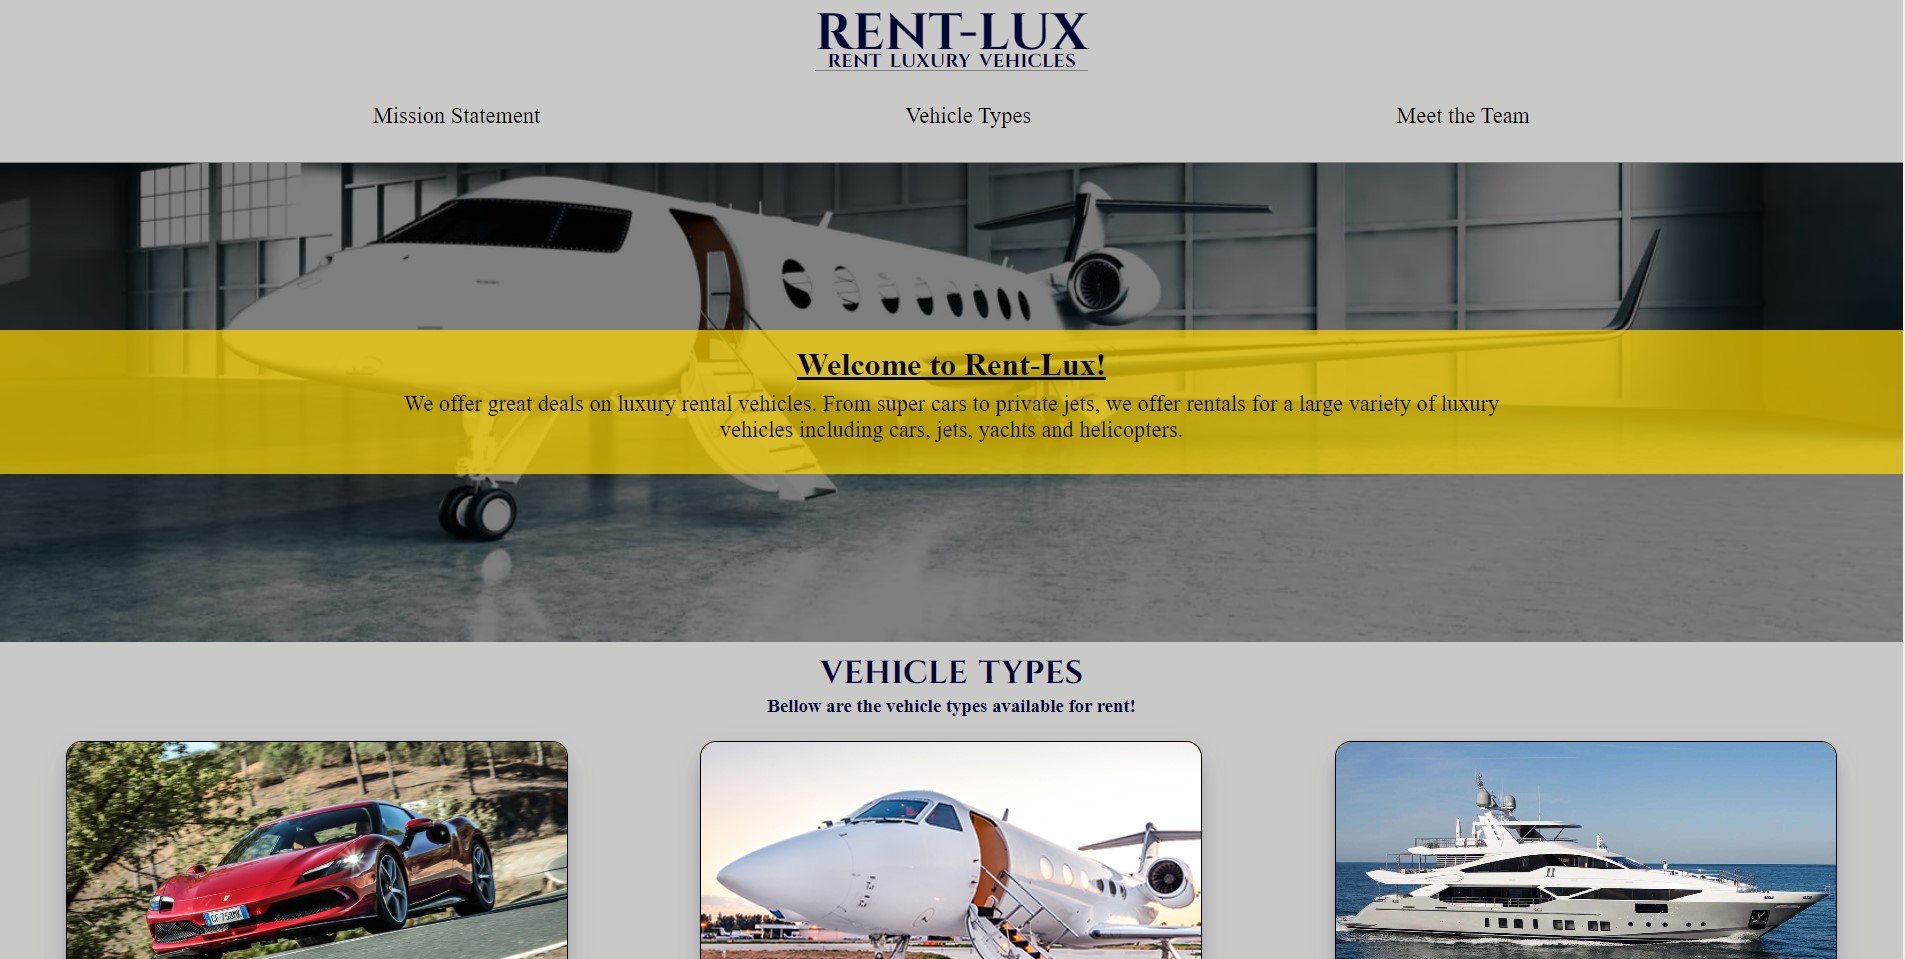 RENT-LUX
RENT LUXURY VEHICLES
Mission Statement
Vehicle Types
Meet the Team
Welcome to Rent-Lux!
We offer great deals on luxury rental vehicles. From super cars to private jets, we offer rentals for a large variety of luxury
vehicles including cars, jets, yachts and helicopters.
VEHICLE TYPES
Bellow are the vehicle types available for rent!